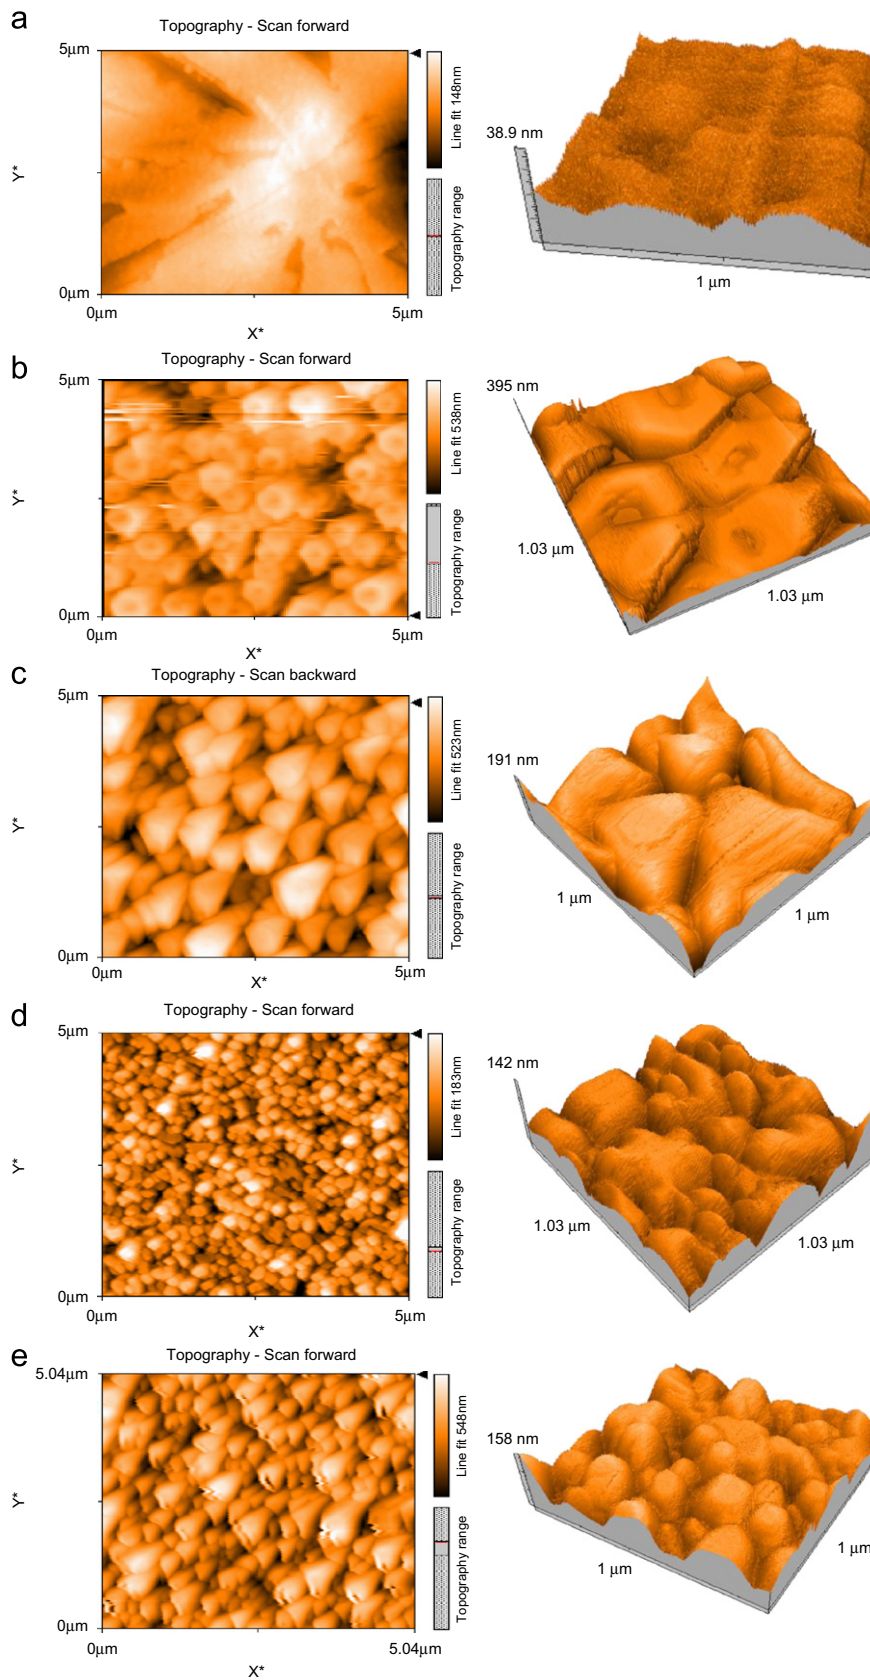 a
Topography - Scan forward
5µm
Y*
0µm
0µm
5µm
X*
Line fit 148nm
Topography range
38.9 nm
1 µm
b
Topography - Scan forward
5µm
Y*
0µm
0µm
5µm
X*
Line fit 538nm
Topography range
395 nm
1.03 µm
1.03 µm
c
Topography - Scan backward
5µm
Y*
0µm
0µm
5µm
X*
Line fit 523nm
Topography range
191 nm
1 µm
1 µm
d
Topography - Scan forward
5µm
Y*
0µm
0µm
5µm
X*
Line fit 183nm
Topography range
142 nm
1.03 µm
1.03 µm
e
Topography - Scan forward
5.04µm
Y*
0µm
0µm
5.04µm
X*
Line fit 548nm
Topography range
158 nm
1 µm
1 µm